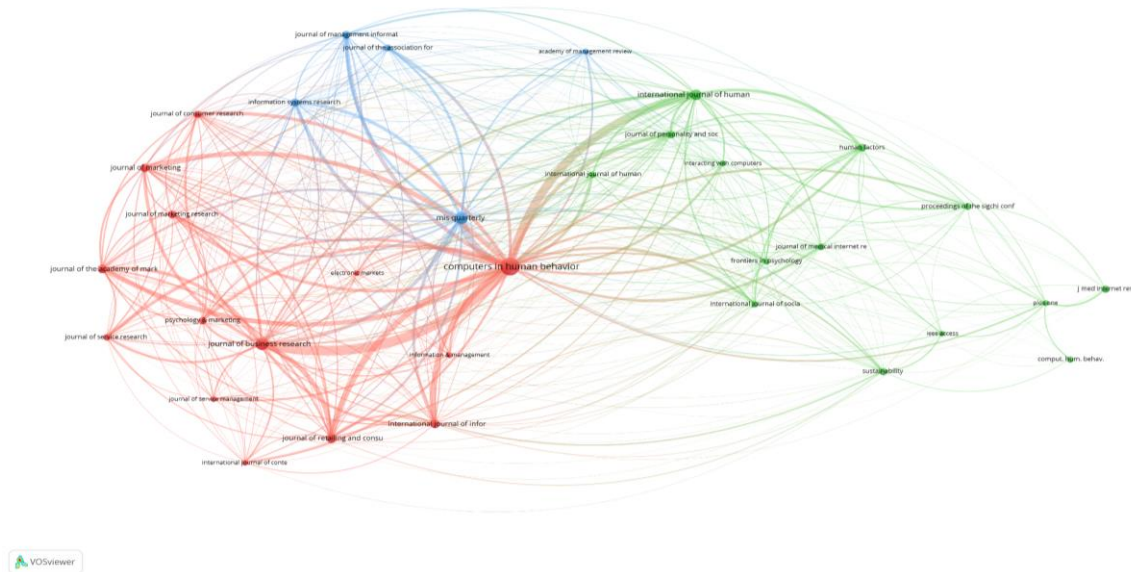 journal of management informat
journal of the association for
academy of management review
information systems research
international journal of human
journal of consumer research
journal of personality and soc
human factors
interacting with computers
journal of marketing
international journal of human
proceedings of the sigchi conf
journal of marketing research
mis quarterly
journal of medical internet re
frontiers in psychology
computers in human behavior
journal of the academy of mark
electronic markets
j med internet res
international journal of socia
plos one
psychology & marketing
journal of service research
ieee access
journal of business research
information & management
comput. hum. behav.
sustainability
journal of service management
international journal of infor
journal of retailing and consu
international journal of conte
VOSviewer